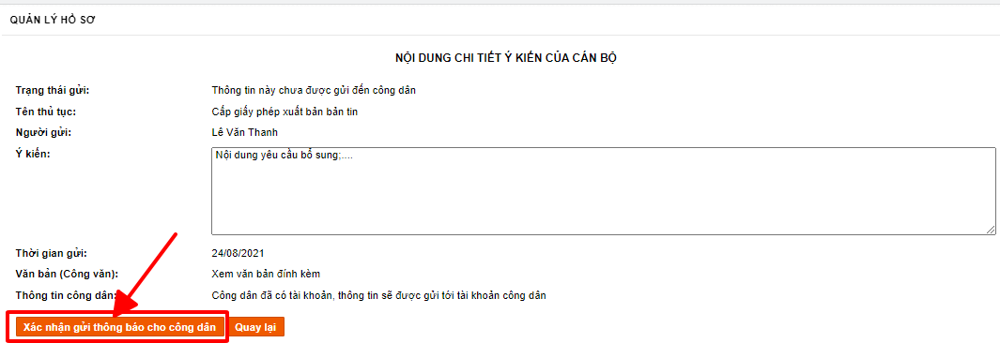 QUẢN LÝ HỒ SƠ
NỘI DUNG CHI TIẾT Ý KIẾN CỦA CÁN BỘ
Trạng thái gửi: Thông tin này chưa được gửi đến công dân
Tên thủ tục: Cấp giấy phép xuất bản bản tin
Người gửi: Lê Văn Thanh
Ý kiến: Nội dung yêu cầu bổ sung;....
Thời gian gửi: 24/08/2021
Văn bản (Công văn): Xem văn bản đính kèm
Thông tin công dân: Công dân đã có tài khoản, thông tin sẽ được gửi tới tài khoản công dân
Xác nhận gửi thông báo cho công dân Quay lại